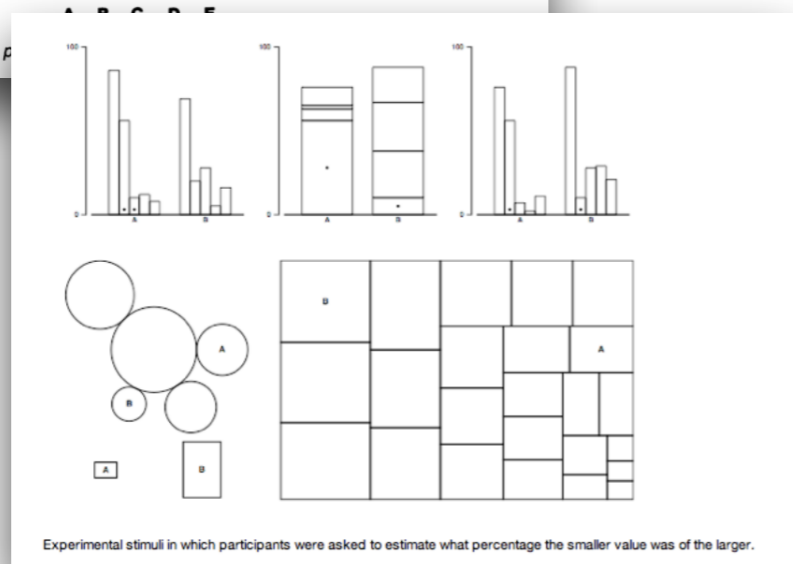 A B C D E
p
100 100 100
0 0 0
A B A B A B
B
A
A
B
A B
Experimental stimuli in which participants were asked to estimate what percentage the smaller value was of the larger.